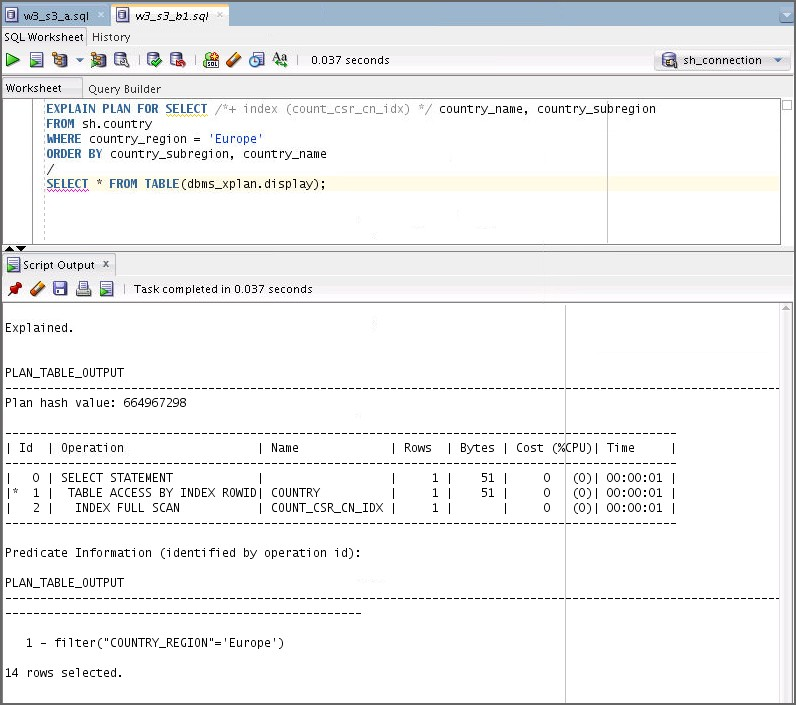 w3_s3_a.sql
w3_s3_b1.sql
SQL Worksheet History
0.037 seconds
sh_connection
Worksheet Query Builder
EXPLAIN PLAN FOR SELECT /*+ index (count_csr_cn_idx) */ country_name, country_subregion
FROM sh.country
WHERE country_region = 'Europe'
ORDER BY country_subregion, country_name
/
SELECT * FROM TABLE(dbms_xplan.display);
Script Output x
Task completed in 0.037 seconds
Explained.
PLAN_TABLE_OUTPUT
--------------------------------------------------------------------------------------------------------------
Plan hash value: 664967298
------------------------------------------------------------------------------------------------
| Id  | Operation                   | Name             | Rows  | Bytes | Cost (%CPU)| Time     |
------------------------------------------------------------------------------------------------
|   0 | SELECT STATEMENT            |                  |     1 |    51 |     0   (0)| 00:00:01 |
|*  1 |  TABLE ACCESS BY INDEX ROWID| COUNTRY          |     1 |    51 |     0   (0)| 00:00:01 |
|   2 |   INDEX FULL SCAN           | COUNT_CSR_CN_IDX |     1 |       |     0   (0)| 00:00:01 |
------------------------------------------------------------------------------------------------
Predicate Information (identified by operation id):
PLAN_TABLE_OUTPUT
--------------------------------------------------------------------------------------------------------------
---------------------------------------------------
1 - filter("COUNTRY_REGION"='Europe')
14 rows selected.